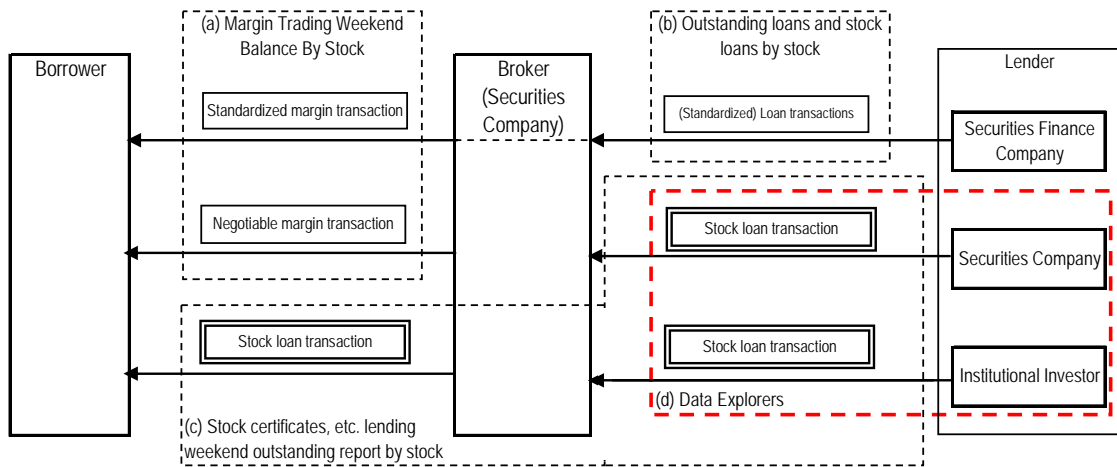 (a) Margin Trading Weekend
Balance By Stock
(b) Outstanding loans and stock
loans by stock
Borrower
Broker
(Securities
Company)
Lender
Standardized margin transaction
(Standardized) Loan transactions
Securities Finance
Company
Negotiable margin transaction
Stock loan transaction
Securities Company
Stock loan transaction
Stock loan transaction
Institutional Investor
(d) Data Explorers
(c) Stock certificates, etc. lending
weekend outstanding report by stock